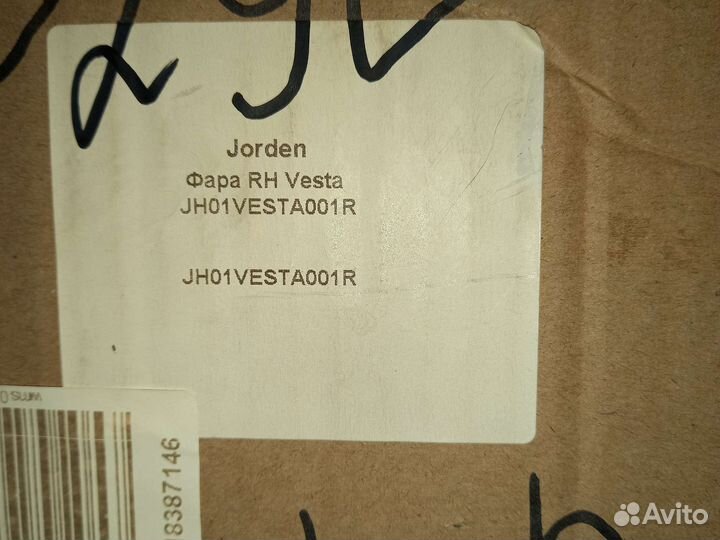 Jorden
Фара RH Vesta
JH01VESTA001R
JH01VESTA001R
8387146
Avito